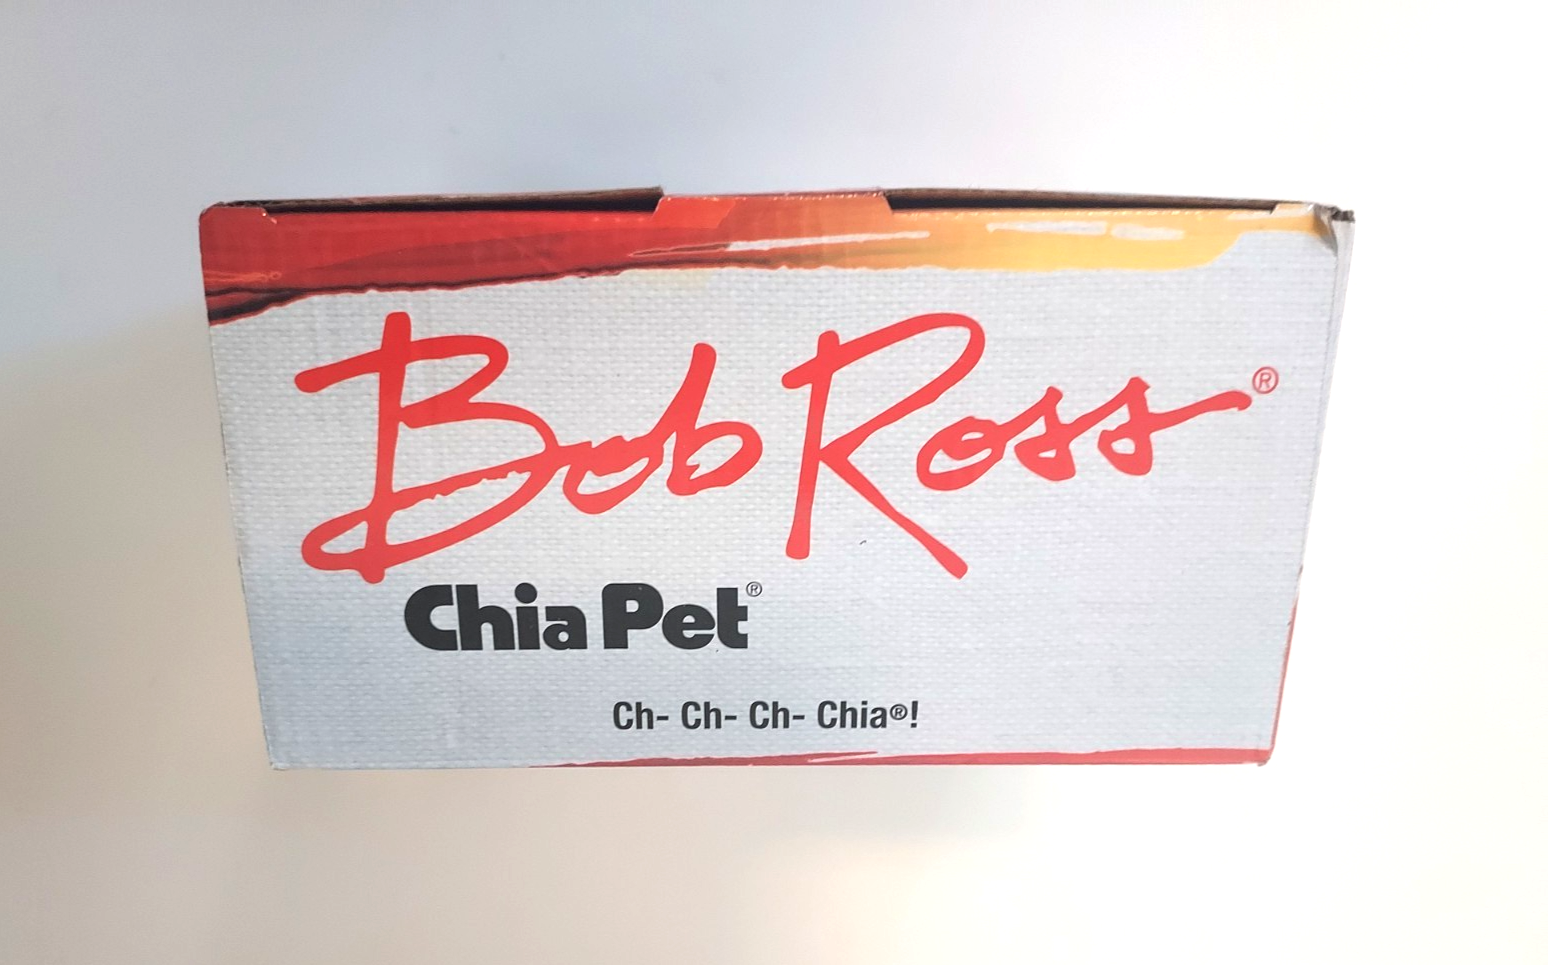 Bob Ross®
Chia Pet®
Ch- Ch- Ch- Chia®!